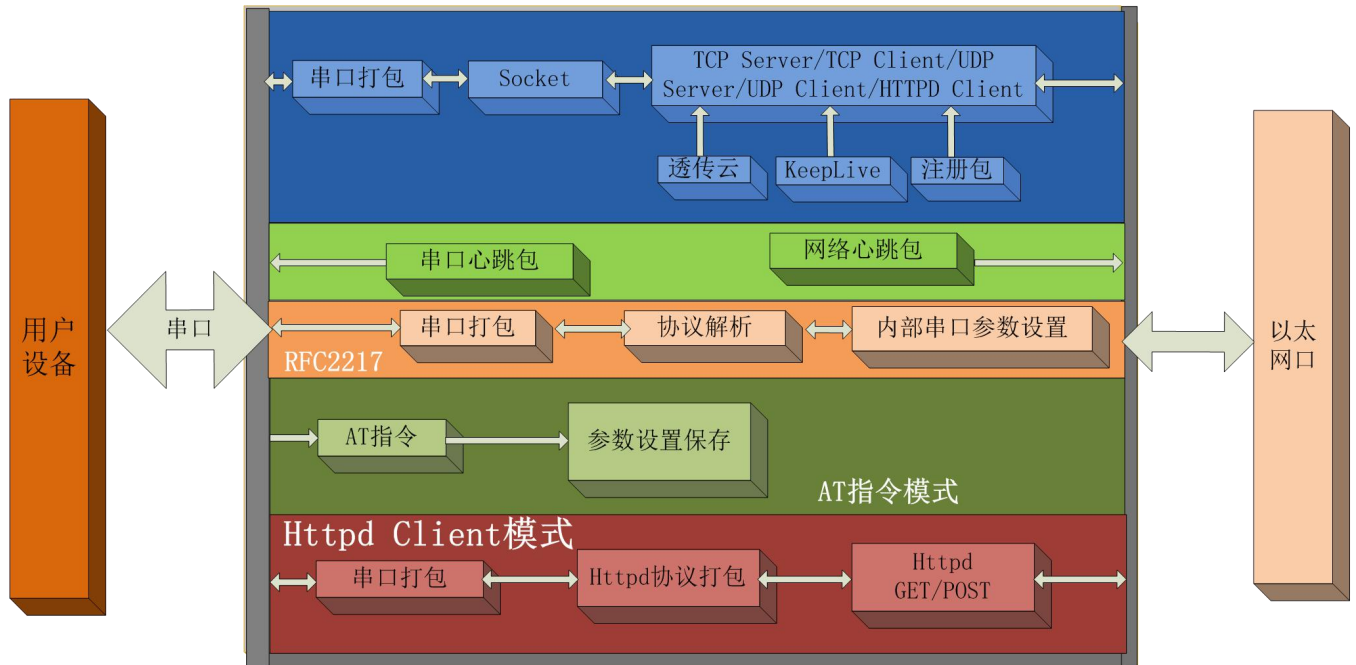 串口打包
Socket
TCP Server/TCP Client/UDP
Server/UDP Client/HTTPD Client
透传云
KeepLive
注册包
串口心跳包
网络心跳包
用户
设备
串口
串口打包
协议解析
内部串口参数设置
RFC2217
以太
网口
AT指令
参数设置保存
AT指令模式
Httpd Client模式
串口打包
Httpd协议打包
Httpd
GET/POST